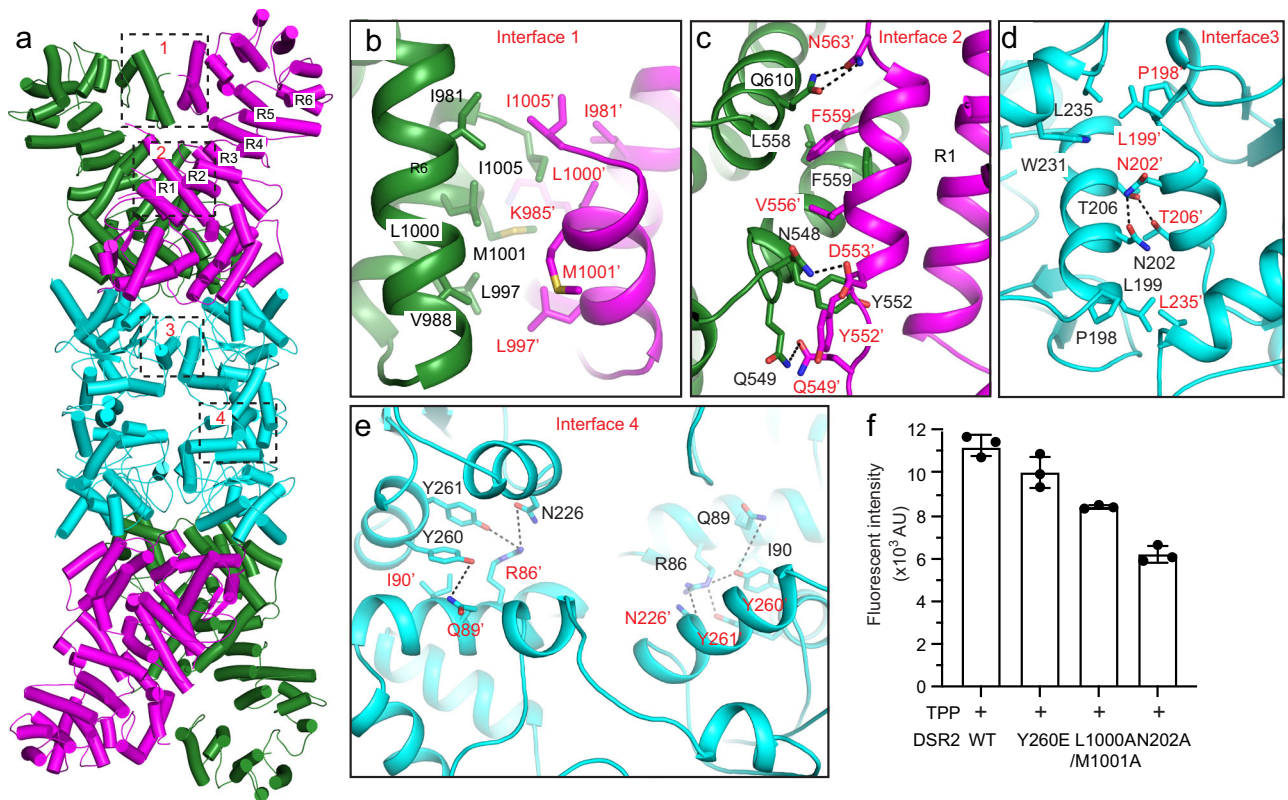 a
1
R6
R5
R4
2
R3
R2
R1
3
4
b
Interface 1
I981
I1005'
I981'
R6
I1005
L1000'
K985'
L1000
M1001
M1001'
L997
V988
L997'
c
N563'
Interface 2
Q610
F559'
L558
R1
F559
V556'
N548
D553'
Y552
Y552'
Q549
Q549'
d
Interface3
P198'
L235
L199'
W231
N202'
T206
T206'
N202
L199
L235'
P198
e
Interface 4
Y261
N226
Q89
Y260
R86
I90
I90'
R86'
Y260
N226'
Q89'
Y261
f
12
10
8
6
4
2
0
Fluorescent intensity
(x10³ AU)
TPP + + + +
DSR2 WT Y260E L1000AN202A
/M1001A